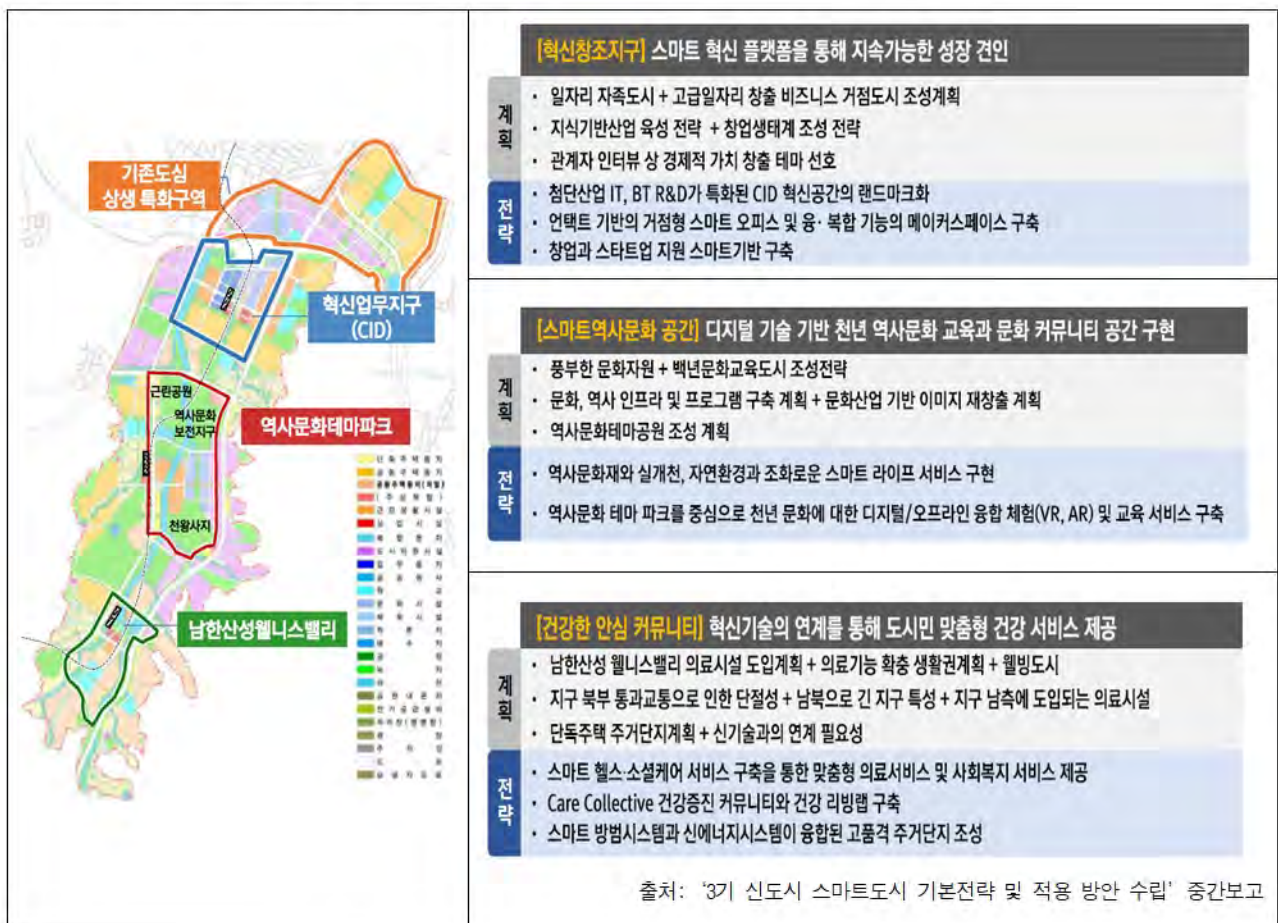 기존도심
상생 특화구역
혁신업무지구
(CID)
근린공원
역사문화
보전지구
역사문화테마파크
천왕사지
남한산성웰니스밸리
[혁신창조지구] 스마트 혁신 플랫폼을 통해 지속가능한 성장 견인
계획
· 일자리 자족도시 + 고급일자리 창출 비즈니스 거점도시 조성계획
· 지식기반산업 육성 전략 + 창업생태계 조성 전략
· 관계자 인터뷰 상 경제적 가치 창출 테마 선호
전략
· 첨단산업 IT, BT R&D가 특화된 CID 혁신공간의 랜드마크화
· 언택트 기반의 거점형 스마트 오피스 및 융·복합 기능의 메이커스페이스 구축
· 창업과 스타트업 지원 스마트기반 구축
[스마트역사문화 공간] 디지털 기술 기반 천년 역사문화 교육과 문화 커뮤니티 공간 구현
계획
· 풍부한 문화자원 + 백년문화교육도시 조성전략
· 문화, 역사 인프라 및 프로그램 구축 계획 + 문화산업 기반 이미지 재창출 계획
· 역사문화테마공원 조성 계획
전략
· 역사문화재와 실개천, 자연환경과 조화로운 스마트 라이프 서비스 구현
· 역사문화 테마 파크를 중심으로 천년 문화에 대한 디지털/오프라인 융합 체험(VR, AR) 및 교육 서비스 구축
[건강한 안심 커뮤니티] 혁신기술의 연계를 통해 도시민 맞춤형 건강 서비스 제공
계획
· 남한산성 웰니스밸리 의료시설 도입계획 + 의료기능 확충 생활권계획 + 웰빙도시
· 지구 북부 통과교통으로 인한 단절성 + 남북으로 긴 지구 특성 + 지구 남측에 도입되는 의료시설
· 단독주택 주거단지계획 + 신기술과의 연계 필요성
전략
· 스마트 헬스·소셜케어 서비스 구축을 통한 맞춤형 의료서비스 및 사회복지 서비스 제공
· Care Collective 건강증진 커뮤니티와 건강 리빙랩 구축
· 스마트 방범시스템과 신에너지시스템이 융합된 고품격 주거단지 조성
출처: '3기 신도시 스마트도시 기본전략 및 적용 방안 수립' 중간보고